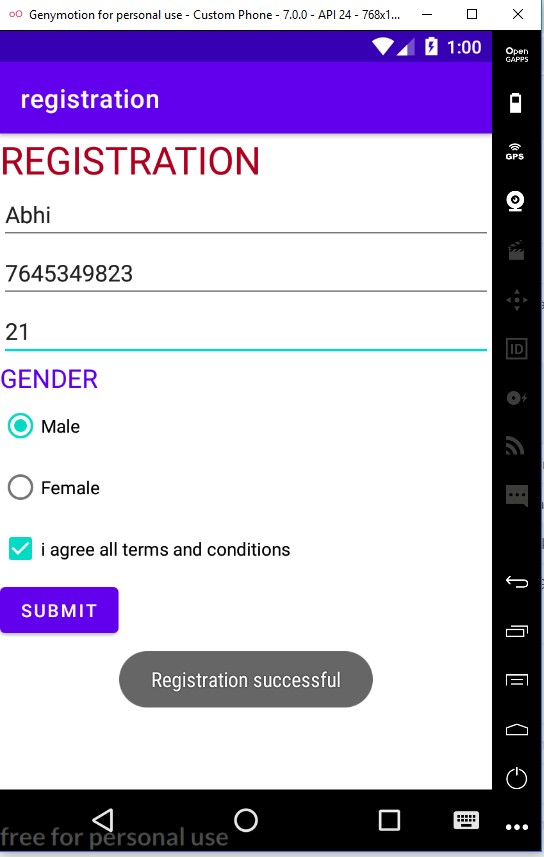 Genymotion for personal use - Custom Phone - 7.0.0 - API 24 - 768x1...
1:00
Open
GAPPS
registration
GPS
REGISTRATION
Abhi
7645349823
21
ID
GENDER
Male
Female
i agree all terms and conditions
SUBMIT
Registration successful
free for personal use